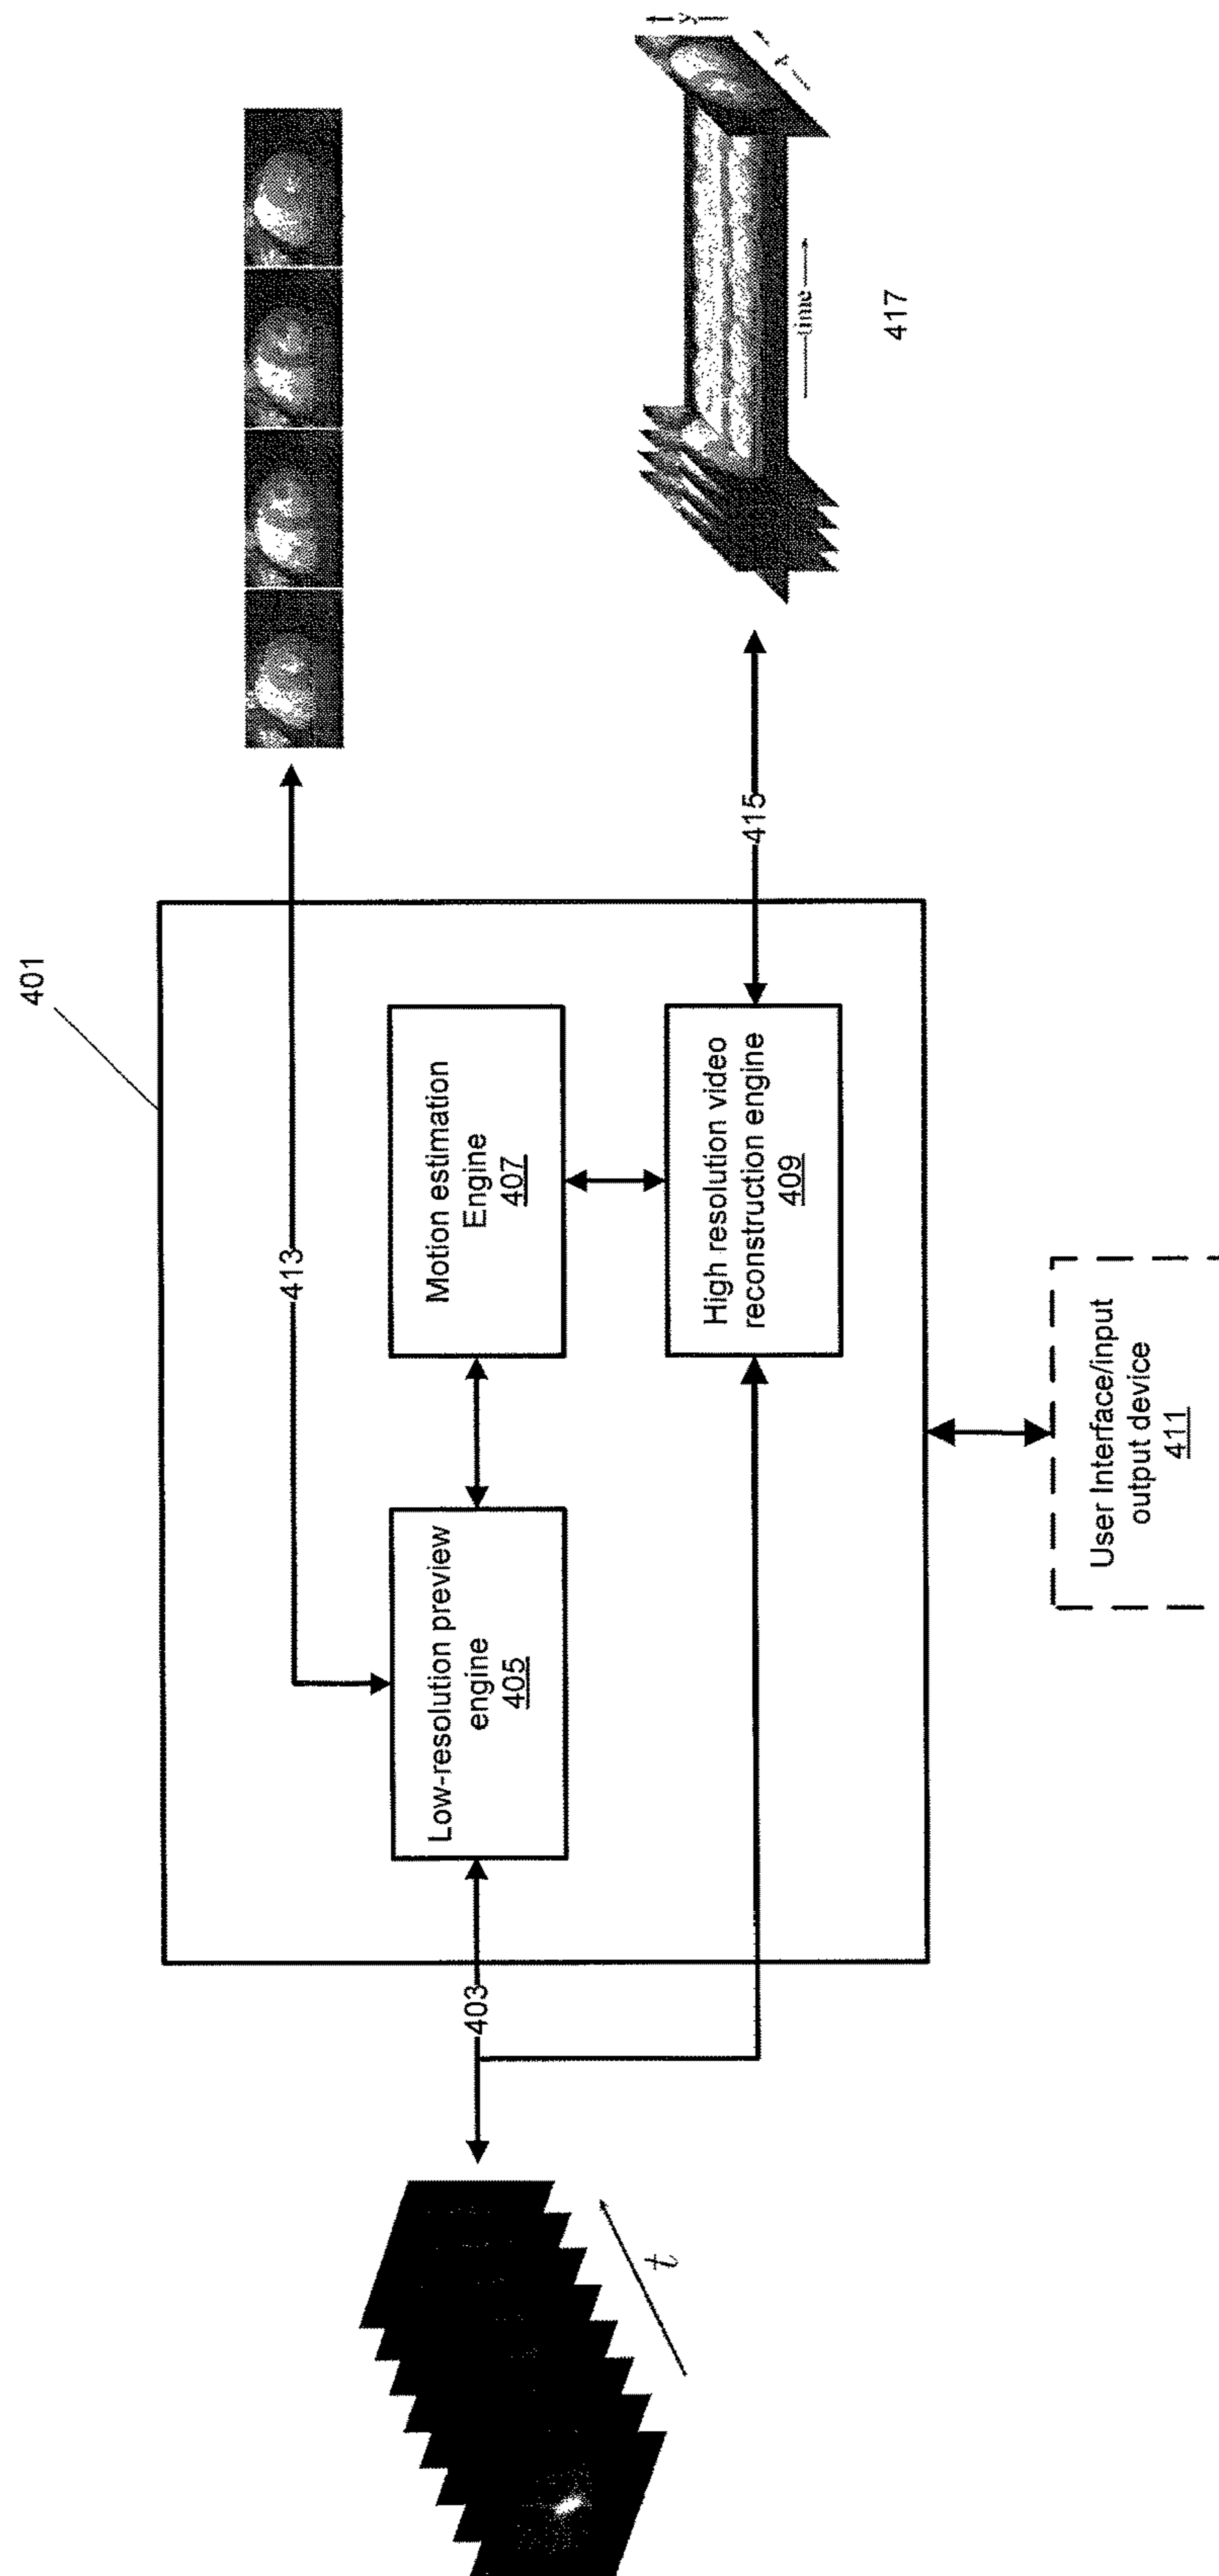 401
413
Low-resolution preview
engine
405
Motion estimation
Engine
407
403
High resolution video
reconstruction engine
409
415
t
y
time
417
User Interface/input
output device
411